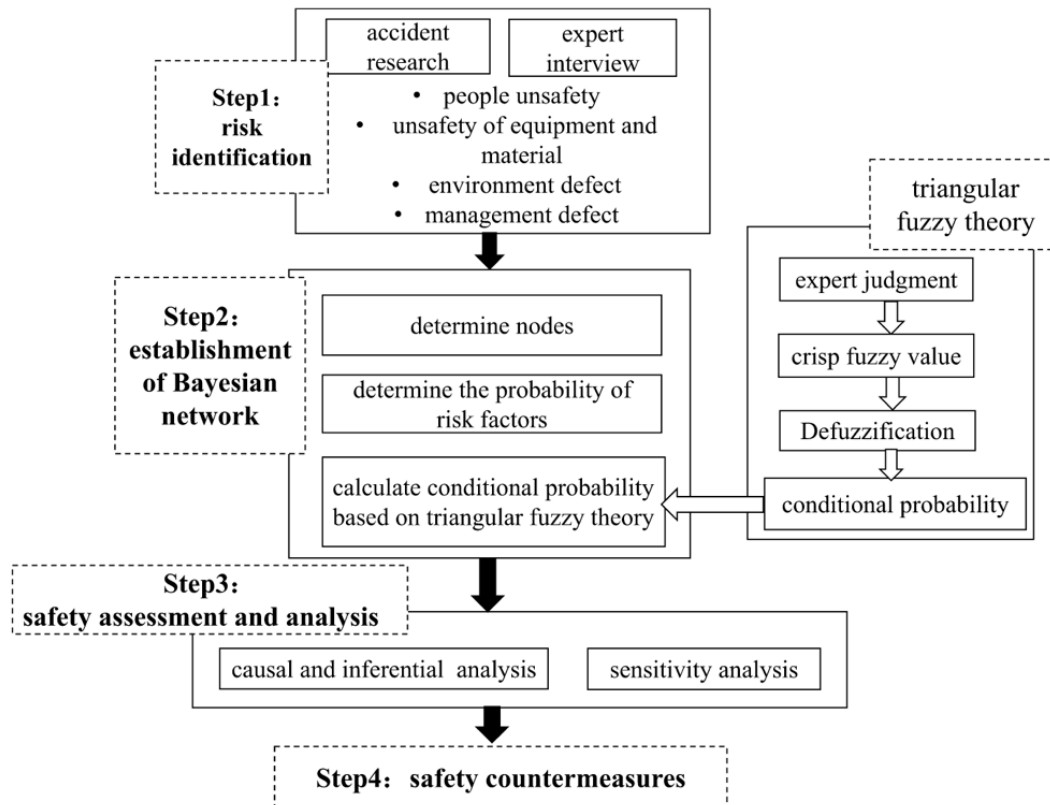 accident
research
expert
interview
Step1:
risk
identification
• people unsafety
• unsafety of equipment and
material
• environment defect
• management defect
triangular
fuzzy theory
expert judgment
crisp fuzzy value
Defuzzification
conditional probability
Step2:
establishment
of Bayesian
network
determine nodes
determine the probability of
risk factors
calculate conditional probability
based on triangular fuzzy theory
Step3:
safety assessment and analysis
causal and inferential analysis
sensitivity analysis
Step4: safety countermeasures